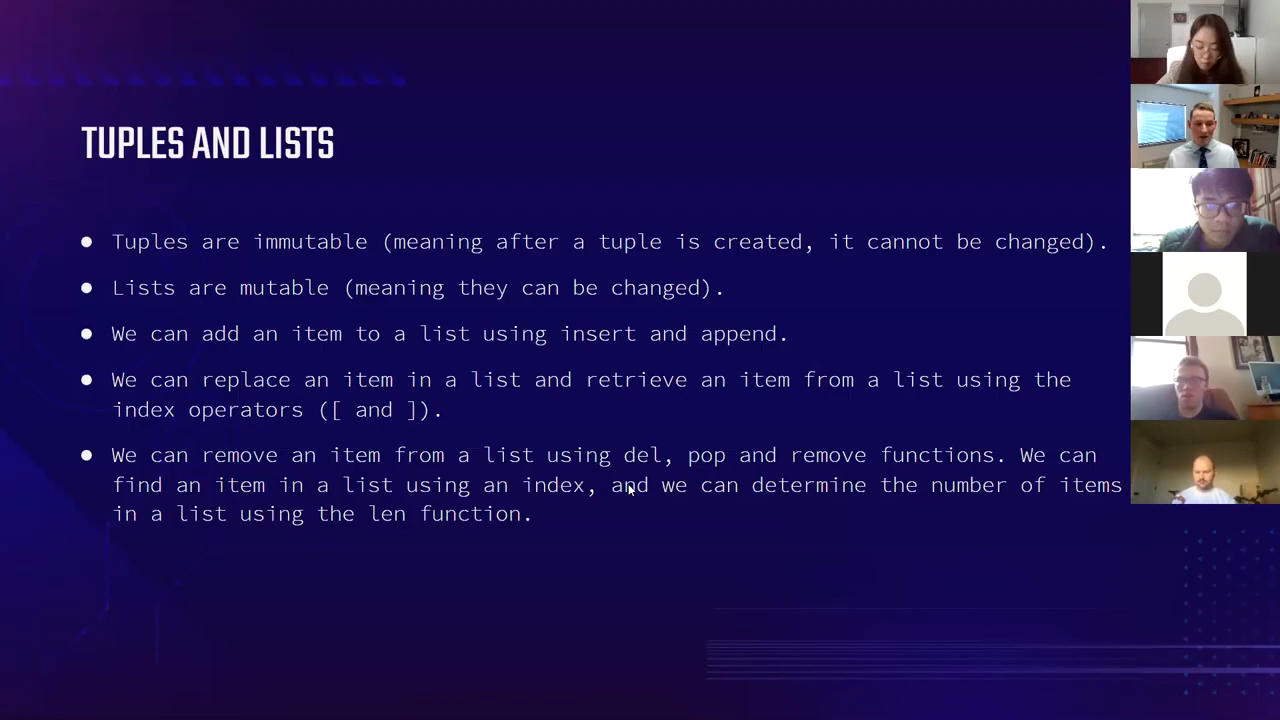 TUPLES AND LISTS
● Tuples are immutable (meaning after a tuple is created, it cannot be changed).
● Lists are mutable (meaning they can be changed).
● We can add an item to a list using insert and append.
● We can replace an item in a list and retrieve an item from a list using the
index operators ([ and ]).
● We can remove an item from a list using del, pop and remove functions. We can
find an item in a list using an index, and we can determine the number of items
in a list using the len function.